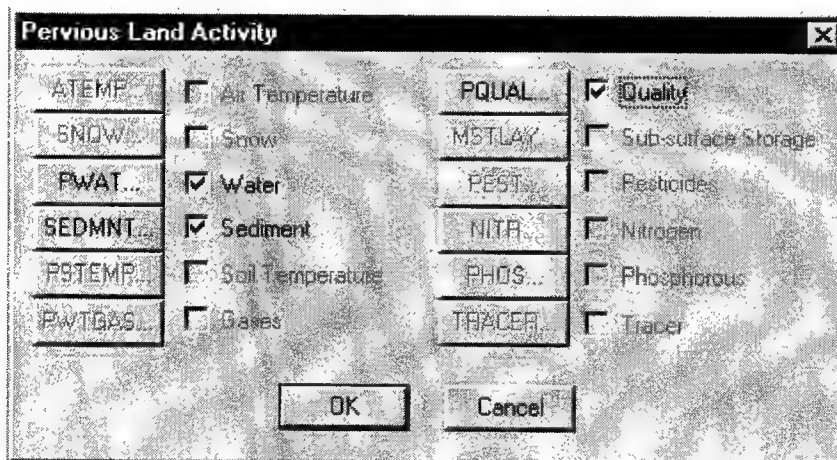 Pervious Land Activity
ATEMP... Air Temperature
SNOW... Snow
PWAT... Water
SEDMNT... Sediment
PSTEMP... Soil Temperature
PWTGAS... Gases
PQUAL... Quality
MSTLAY... Sub-surface Storage
PEST... Pesticides
NITR... Nitrogen
PHOS... Phosphorous
TRACER... Tracer
OK Cancel